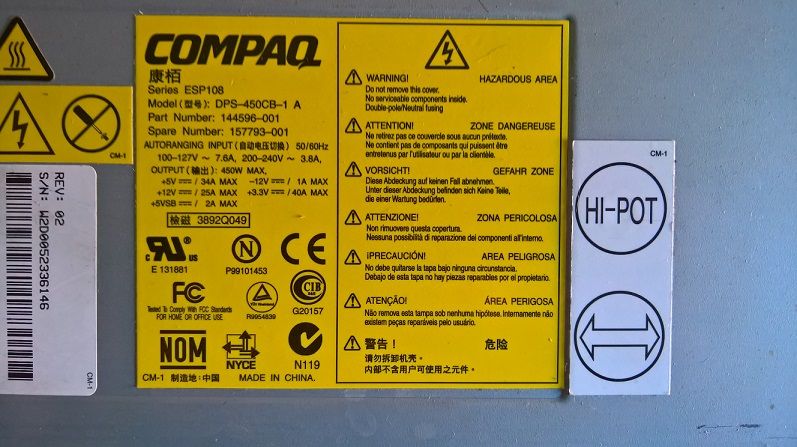 COMPAQ
康栢
Series ESP108
Model (型号): DPS-450CB-1 A
Part Number: 144596-001
Spare Number: 157793-001
AUTORANGING INPUT (自动电压切换) 50/60Hz
100-127V ~ 7.6A, 200-240V ~ 3.8A,
OUTPUT (輸出): 450W MAX,
+5V ⎓ / 34A MAX -12V ⎓ / 1A MAX
+12V ⎓ / 25A MAX +3.3V ⎓ / 40A MAX
+5VSB ⎓ / 2A MAX
檢磁 3892Q049
c RU® US
E 131881
N
P99101453
CE
FC
Tested To Comply With FCC Standards
FOR HOME OR OFFICE USE
R9954839
CIB
G20157
NOM
NYCE
N119
CM-1 制造地:中国 MADE IN CHINA.
WARNING! HAZARDOUS AREA
Do not remove this cover.
No serviceable components inside.
Double-pole/Neutral fusing
ATTENTION! ZONE DANGEREUSE
Ne retirez pas ce couvercle sous aucun prétexte.
Ne contient pas de composants qui puissent être
entretenus par l'utilisateur ou par la clientèle.
VORSICHT! GEFAHR ZONE
Diese Abdeckung auf keinen Fall abnehmen.
Unter dieser Abdeckung befinden sich Keine Teile,
die einer Wartung bedürfen.
ATTENZIONE! ZONA PERICOLOSA
Non rimuovere questa copertura.
Nessuna possibilità di reparazione dei componenti all'interno.
¡PRECAUCIÓN! AREA PELIGROSA
No debe quitarse la tapa bajo ninguna circunstancia.
Debajo de esta tapa no hay piezas reparables por el propietario.
ATENÇÃO! ÁREA PERIGOSA
Não remova esta tampa sob nenhuma hipótese. Internamente não
existem peças reparáveis pelo usuário.
警告! 危险
请勿拆卸机壳。
内部不含用户可使用之元件。
CM-1
REV: 02
S/N: W2D0052336146
CM-1
CM-1
HI-POT